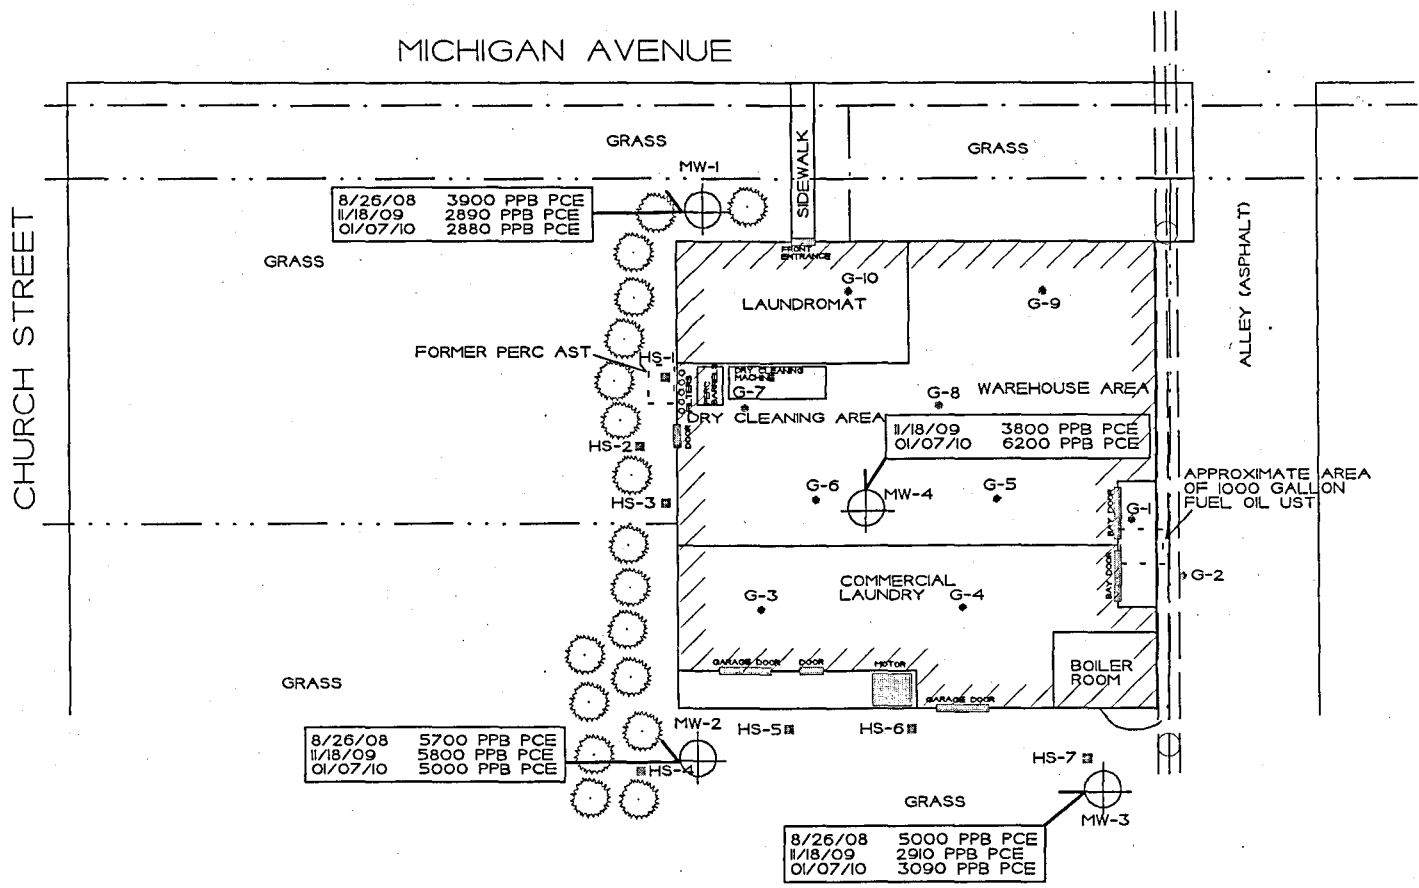 MICHIGAN AVENUE
GRASS
SIDEWALK
GRASS
MW-1
8/26/08 3900 PPB PCE
11/18/09 2890 PPB PCE
01/07/10 2880 PPB PCE
CHURCH STREET
GRASS
ALLEY (ASPHALT)
FRONT
ENTRANCE
G-10
LAUNDROMAT
G-9
FORMER PERC AST
HS-1
FILTERS
PERC
BARRELS
DRY CLEANING
MACHINE
G-7
G-8
WAREHOUSE AREA
DRY CLEANING AREA
DOOR
HS-2
11/18/09 3800 PPB PCE
01/07/10 6200 PPB PCE
HS-3
G-6
MW-4
G-5
BAY DOOR
G-1
APPROXIMATE AREA
OF 1000 GALLON
FUEL OIL UST
BAY DOOR
G-2
COMMERCIAL
LAUNDRY
G-3
G-4
GARAGE DOOR
DOOR
MOTOR
BOILER
ROOM
GRASS
GARAGE DOOR
MW-2
HS-5
HS-6
8/26/08 5700 PPB PCE
11/18/09 5800 PPB PCE
01/07/10 5000 PPB PCE
HS-4
HS-7
GRASS
MW-3
8/26/08 5000 PPB PCE
11/18/09 2910 PPB PCE
01/07/10 3090 PPB PCE